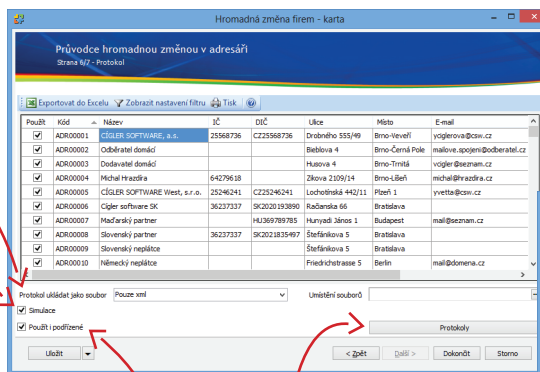 Hromadná změna firem - karta
Průvodce hromadnou změnou v adresáři
Strana 6/7 - Protokol
Exportovat do Excelu Zobrazit nastavení filtru Tisk
Použít Kód Název IČ DIČ Ulice Místo E-mail
ADR00001 CÍGLER SOFTWARE, a.s. 25568736 CZ25568736 Drobného 555/49 Brno-Veveří vciglerova@csw.cz
ADR00002 Odběratel domácí Bieblova 4 Brno-Černá Pole mailove.spojeni@odberatel.cz
ADR00003 Dodavatel domácí Husova 4 Brno-Trnitá vcigler@seznam.cz
ADR00004 Michal Hrazdira 64279618 Zikova 2109/14 Brno-Líšeň michal@hrazdira.cz
ADR00005 CÍGLER SOFTWARE West, s.r.o. 25246241 CZ25246241 Lochotínská 442/11 Plzeň 1 yvetta@csw.cz
ADR00006 Cígler software SK 36237337 SK2020193890 Račianska 66 Bratislava
ADR00007 Maďarský partner HU369789785 Hunyadi János 1 Budapest mail@seznam.cz
ADR00008 Slovenský partner 36237337 SK2021835497 Štefánikova 5 Bratislava
ADR00009 Slovenský neplátce Štefánikova 5 Bratislava
ADR00010 Německý neplátce Friedrichstrasse 5 Berlin mail@domena.cz
Protokol ukládat jako soubor Pouze xml Umístění souborů
Simulace
Použít i podřízené Protokoly
Uložit < Zpět Další > Dokončit Storno